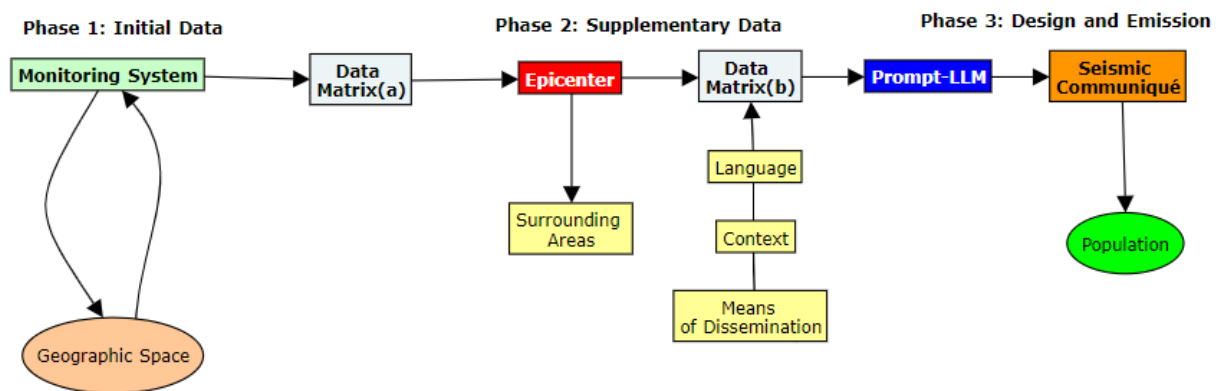 Phase 1: Initial Data
Phase 2: Supplementary Data
Phase 3: Design and Emission
Monitoring System
Data
Matrix(a)
Epicenter
Data
Matrix(b)
Prompt-LLM
Seismic
Communiqué
Language
Surrounding
Areas
Context
Population
Means
of Dissemination
Geographic Space